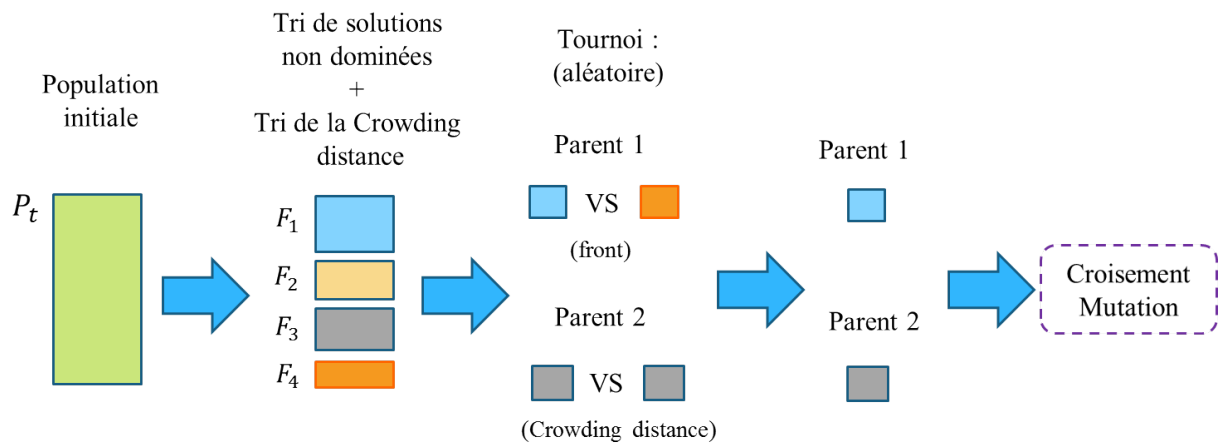 Population
initiale
P_t
Tri de solutions
non dominées
+
Tri de la Crowding
distance
F_1
F_2
F_3
F_4
Tournoi :
(aléatoire)
Parent 1
VS
(front)
Parent 2
VS
(Crowding distance)
Parent 1
Parent 2
Croisement
Mutation